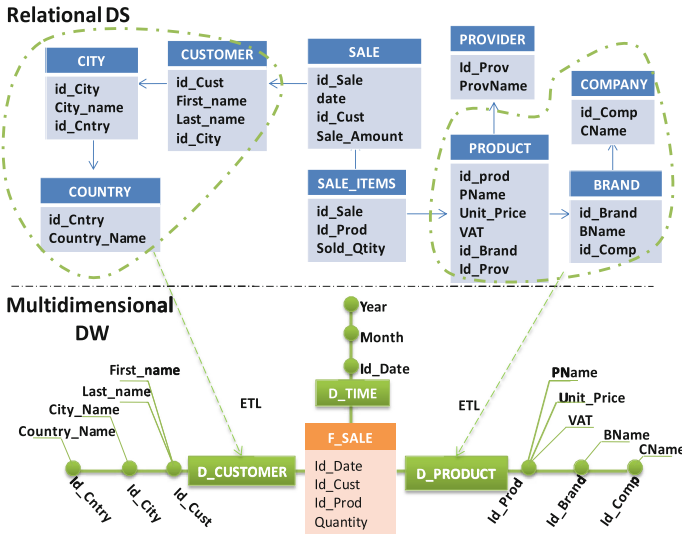 Relational DS
CITY
id_City
City_name
id_Cntry
CUSTOMER
id_Cust
First_name
Last_name
id_City
SALE
id_Sale
date
id_Cust
Sale_Amount
PROVIDER
Id_Prov
ProvName
COMPANY
id_Comp
CName
COUNTRY
id_Cntry
Country_Name
SALE_ITEMS
id_Sale
Id_Prod
Sold_Qtity
PRODUCT
id_prod
PName
Unit_Price
VAT
id_Brand
Id_Prov
BRAND
id_Brand
BName
id_Comp
Multidimensional
DW
Year
Month
Id_Date
D_TIME
First_name
Last_name
City_Name
Country_Name
ETL
ETL
PName
Unit_Price
VAT
BName
CName
F_SALE
Id_Date
Id_Cust
Id_Prod
Quantity
D_CUSTOMER
D_PRODUCT
Id_Cntry
Id_City
Id_Cust
Id_Prod
Id_Brand
Id_Comp